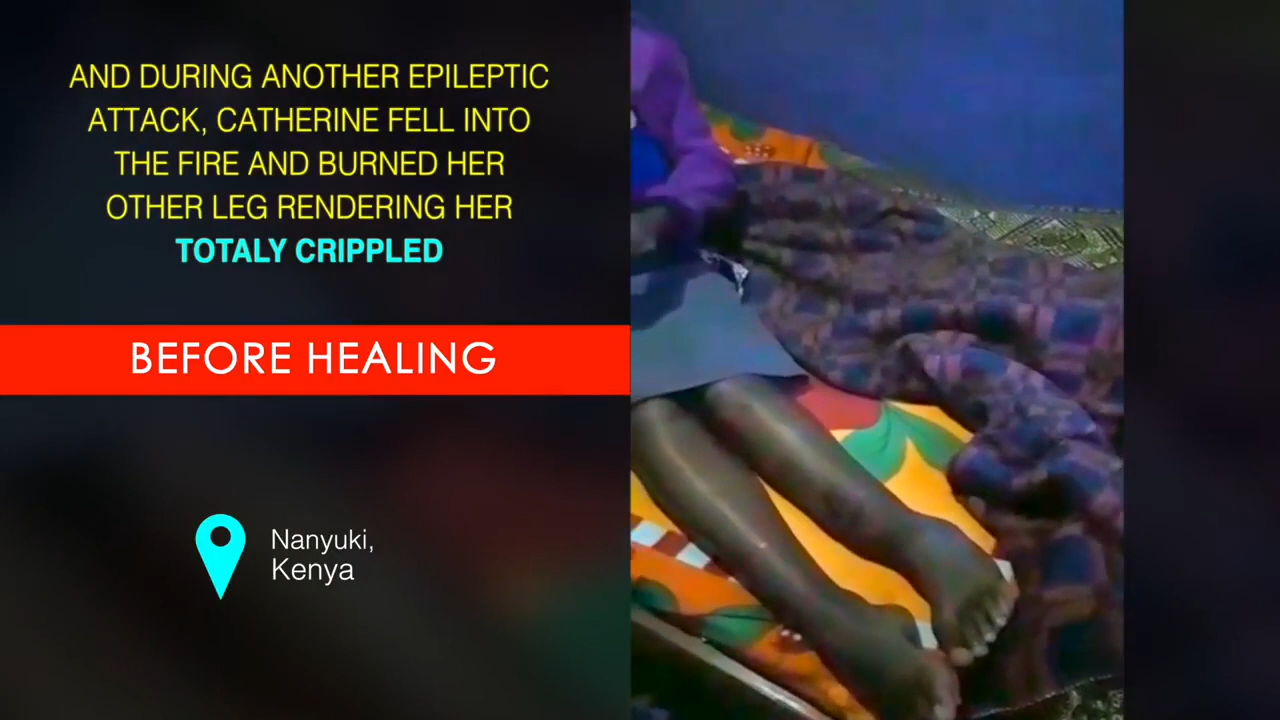 AND DURING ANOTHER EPILEPTIC
ATTACK, CATHERINE FELL INTO
THE FIRE AND BURNED HER
OTHER LEG RENDERING HER
TOTALY CRIPPLED
BEFORE HEALING
Nanyuki,
Kenya